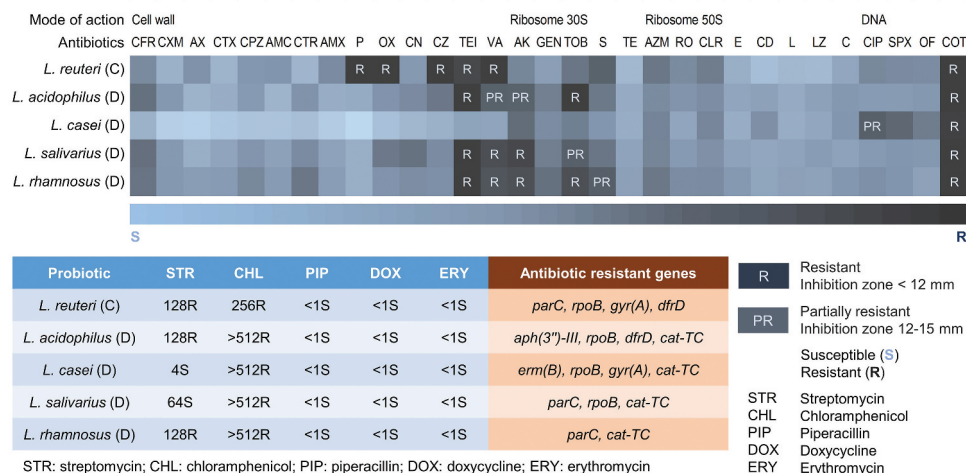 Mode of action Cell wall Ribosome 30S Ribosome 50S DNA
Antibiotics CFR CXM AX CTX CPZ AMC CTR AMX P OX CN CZ TEI VA AK GEN TOB S TE AZM RO CLR E CD L LZ C CIP SPX OF COT
L. reuteri (C) R R R R R R
L. acidophilus (D) R PR PR R R
L. casei (D) PR R
L. salivarius (D) R R R PR R
L. rhamnosus (D) R R R R PR R
S R
Probiotic STR CHL PIP DOX ERY Antibiotic resistant genes
L. reuteri (C) 128R 256R <1S <1S <1S parC, rpoB, gyr(A), dfrD
L. acidophilus (D) 128R >512R <1S <1S <1S aph(3")-III, rpoB, dfrD, cat-TC
L. casei (D) 4S >512R <1S <1S <1S erm(B), rpoB, gyr(A), cat-TC
L. salivarius (D) 64S >512R <1S <1S <1S parC, rpoB, cat-TC
L. rhamnosus (D) 128R >512R <1S <1S <1S parC, cat-TC
STR: streptomycin; CHL: chloramphenicol; PIP: piperacillin; DOX: doxycycline; ERY: erythromycin
R Resistant
Inhibition zone < 12 mm
PR Partially resistant
Inhibition zone 12-15 mm
Susceptible (S)
Resistant (R)
STR Streptomycin
CHL Chloramphenicol
PIP Piperacillin
DOX Doxycycline
ERY Erythromycin